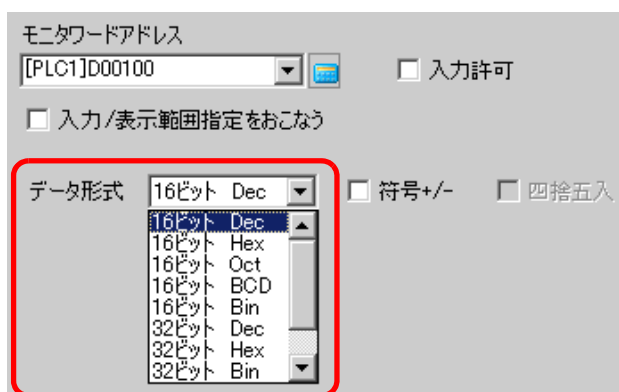 モニタワードアドレス
[PLC1]D00100
入力許可
入力/表示範囲指定をおこなう
データ形式 16ビット Dec 符号+/- 四捨五入
16ビット Dec
16ビット Hex
16ビット Oct
16ビット BCD
16ビット Bin
32ビット Dec
32ビット Hex
32ビット Bin